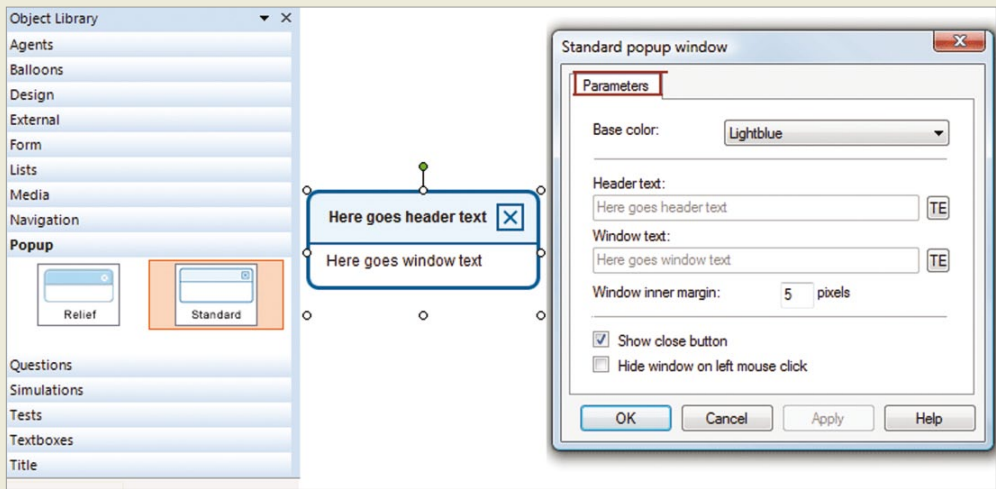 Object Library
Agents
Balloons
Design
External
Form
Lists
Media
Navigation
Popup
Relief Standard
Questions
Simulations
Tests
Textboxes
Title
Here goes header text
Here goes window text
Standard popup window
Parameters
Base color: Lightblue
Header text:
Here goes header text TE
Window text:
Here goes window text TE
Window inner margin: 5 pixels
Show close button
Hide window on left mouse click
OK Cancel Apply Help